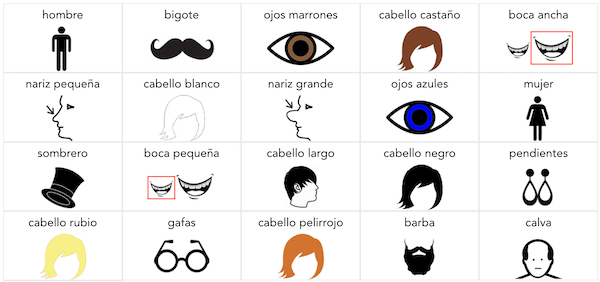 hombre
bigote
ojos marrones
cabello castaño
boca ancha
nariz pequeña
cabello blanco
nariz grande
ojos azules
mujer
sombrero
boca pequeña
cabello largo
cabello negro
pendientes
cabello rubio
gafas
cabello pelirrojo
barba
calva